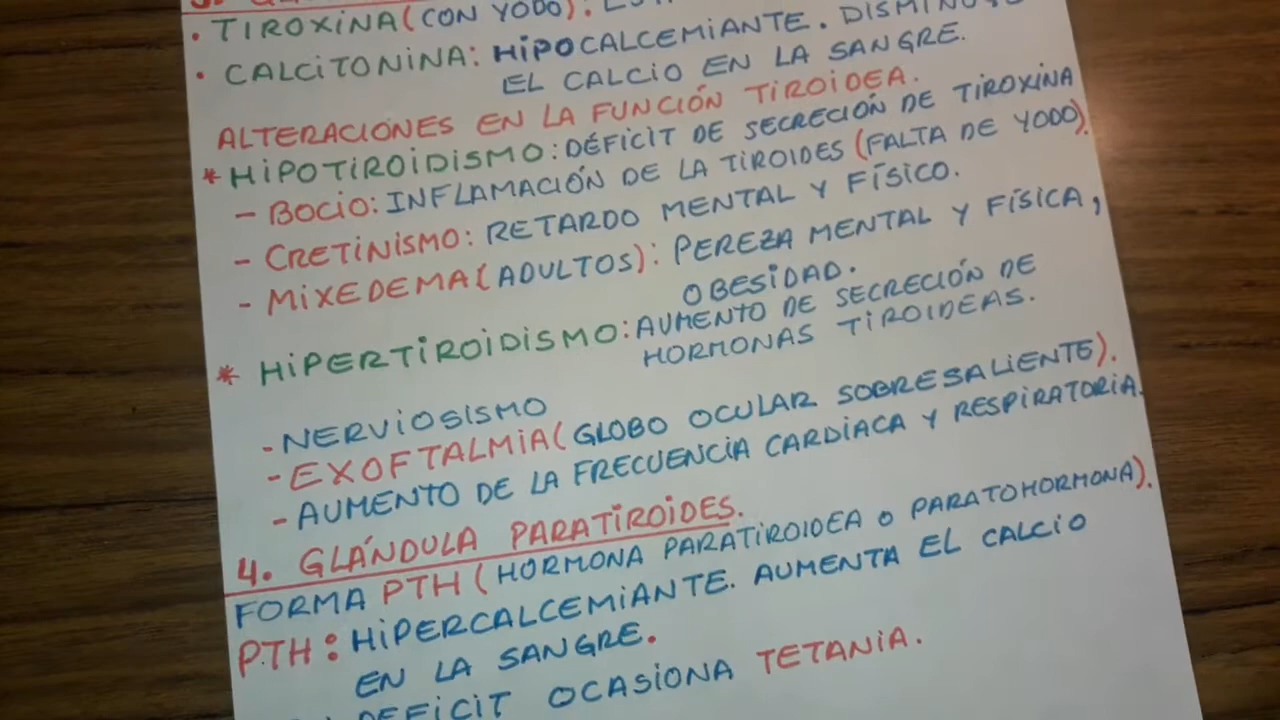 • TIROXINA (CON YODO):
• CALCITONINA: HIPOCALCEMIANTE.
EL CALCIO EN LA SANGRE.
ALTERACIONES EN LA FUNCIÓN TIROIDEA.
* HIPOTIROIDISMO: DÉFICIT DE SECRECIÓN DE TIROXINA
- BOCIO: INFLAMACIÓN DE LA TIROIDES (FALTA DE YODO).
- CRETINISMO: RETARDO MENTAL Y FÍSICO.
- MIXEDEMA (ADULTOS): PEREZA MENTAL Y FÍSICA,
OBESIDAD.
* HIPERTIROIDISMO: AUMENTO DE SECRECIÓN DE
HORMONAS TIROIDEAS.
- NERVIOSISMO
- EXOFTALMIA (GLOBO OCULAR SOBRESALIENTE).
- AUMENTO DE LA FRECUENCIA CARDIACA Y RESPIRATORIA.
4. GLÁNDULA PARATIROIDES.
FORMA PTH (HORMONA PARATIROIDEA O PARATOHORMONA).
PTH: HIPERCALCEMIANTE. AUMENTA EL CALCIO
EN LA SANGRE.
DÉFICIT OCASIONA TETANIA.